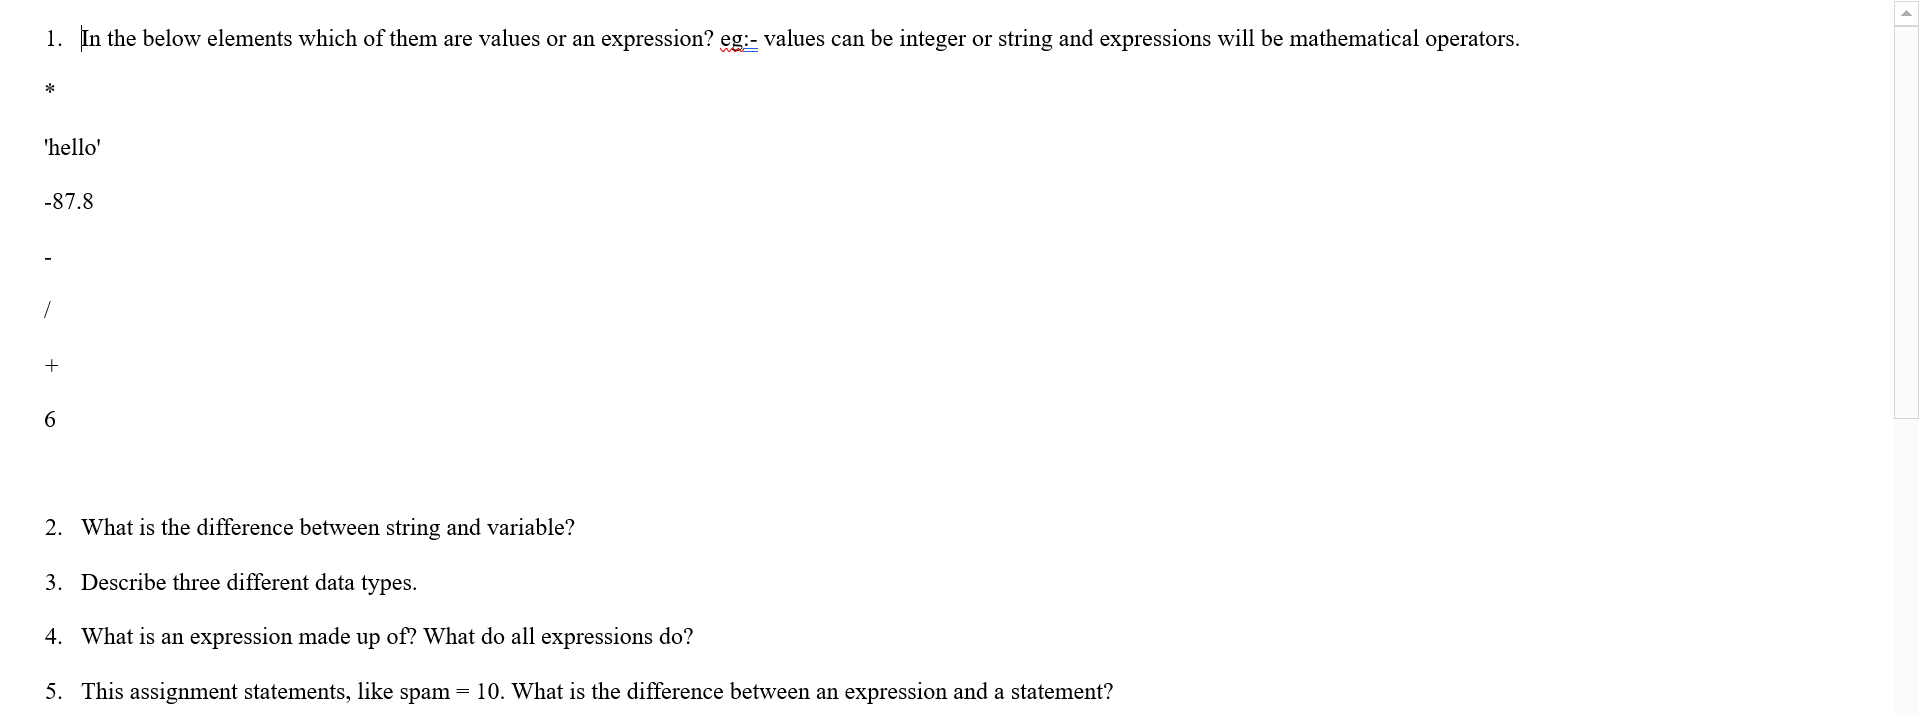 1. In the below elements which of them are values or an expression? eg:- values can be integer or string and expressions will be mathematical operators.
*
'hello'
-87.8
-
/
+
6
2. What is the difference between string and variable?
3. Describe three different data types.
4. What is an expression made up of? What do all expressions do?
5. This assignment statements, like spam = 10. What is the difference between an expression and a statement?